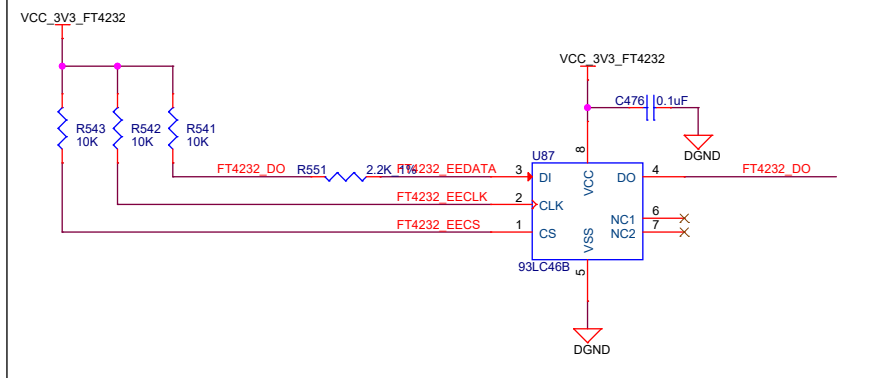 VCC_3V3_FT4232
VCC_3V3_FT4232
C476
0.1uF
R543
10K
R542
10K
R541
10K
DGND
U87
8
FT4232_DO
R551
2.2K_1%
FT4232_EEDATA
3
DI
VCC
DO
4
FT4232_DO
FT4232_EECLK
2
CLK
NC1
6
FT4232_EECS
1
CS
VSS
NC2
7
93LC46B
5
DGND